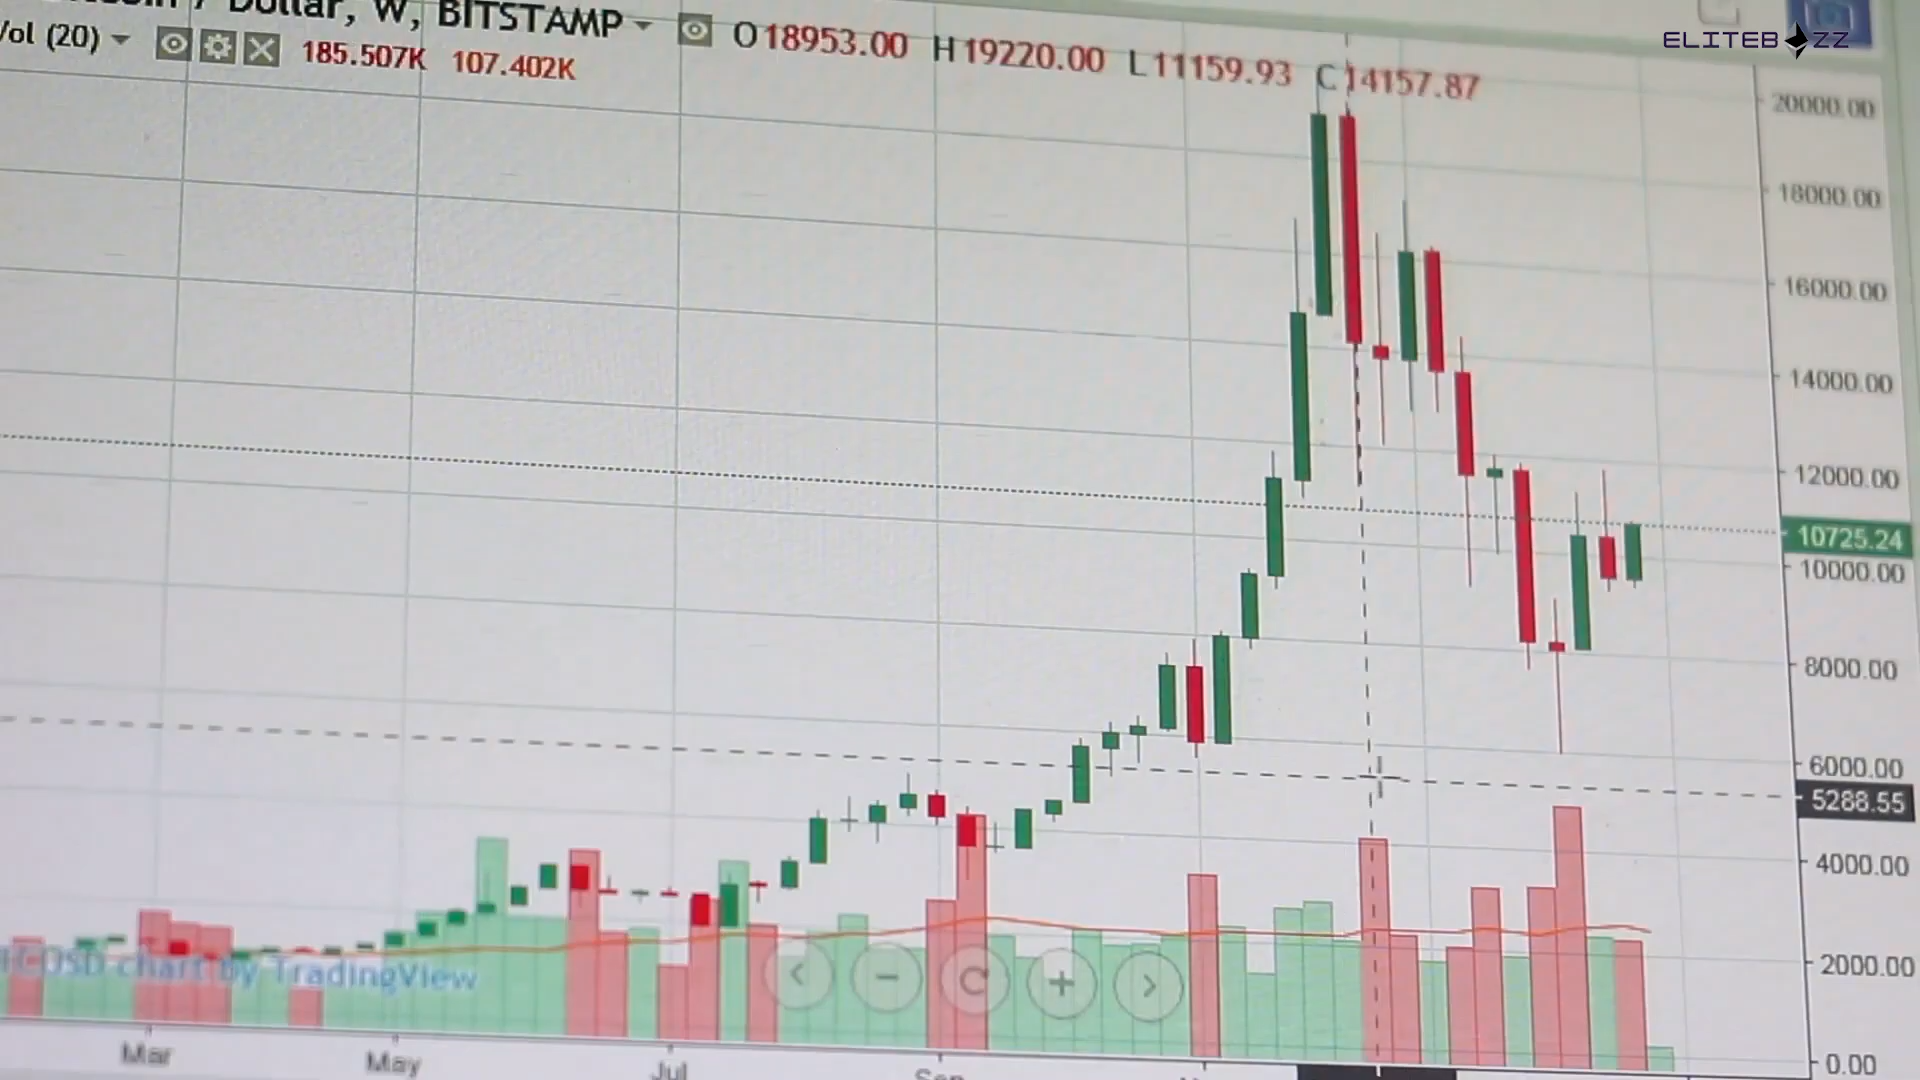 Dollar, W, BITSTAMP O18953.00 H19220.00 L11159.93 C14157.87
ELITEBOZZ
Vol (20) 185.507K 107.402K
20000.00
18000.00
16000.00
14000.00
12000.00
10725.24
10000.00
8000.00
6000.00
5288.55
4000.00
2000.00
0.00
chart by TradingView
Mar May Jul Sep